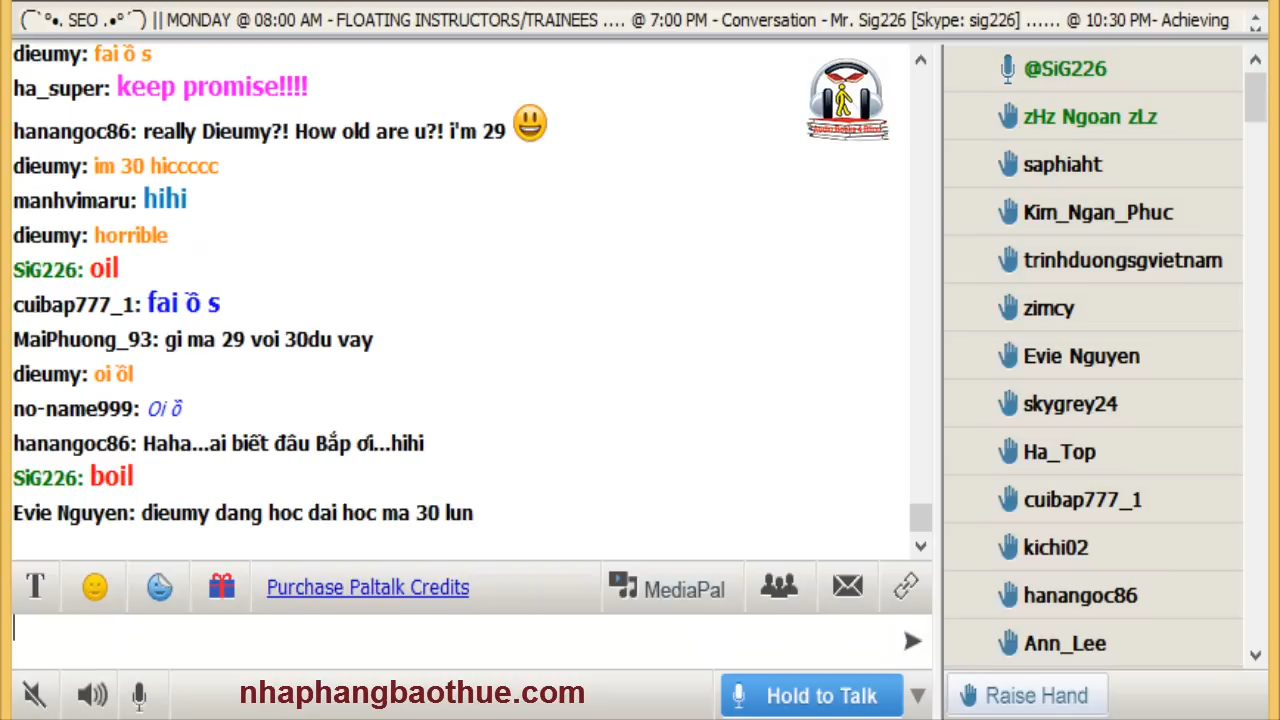 (¯`°•. SEO .•°´¯) || MONDAY @ 08:00 AM - FLOATING INSTRUCTORS/TRAINEES .... @ 7:00 PM - Conversation - Mr. Sig226 [Skype: sig226] ...... @ 10:30 PM- Achieving
dieumy: fai ồ s
ha_super: keep promise!!!!
hanangoc86: really Dieumy?! How old are u?! i'm 29
dieumy: im 30 hiccccc
manhvimaru: hihi
dieumy: horrible
SiG226: oil
cuibap777_1: fai ồ s
MaiPhuong_93: gi ma 29 voi 30du vay
dieumy: oi ồl
no-name999: Oi ồ
hanangoc86: Haha...ai biết đâu Bắp ơi...hihi
SiG226: boil
Evie Nguyen: dieumy dang hoc dai hoc ma 30 lun
T
Purchase Paltalk Credits
MediaPal
nhaphangbaothue.com
Hold to Talk
@SiG226
zHz Ngoan zLz
saphiaht
Kim_Ngan_Phuc
trinhduongsgvietnam
zimcy
Evie Nguyen
skygrey24
Ha_Top
cuibap777_1
kichi02
hanangoc86
Ann_Lee
Raise Hand